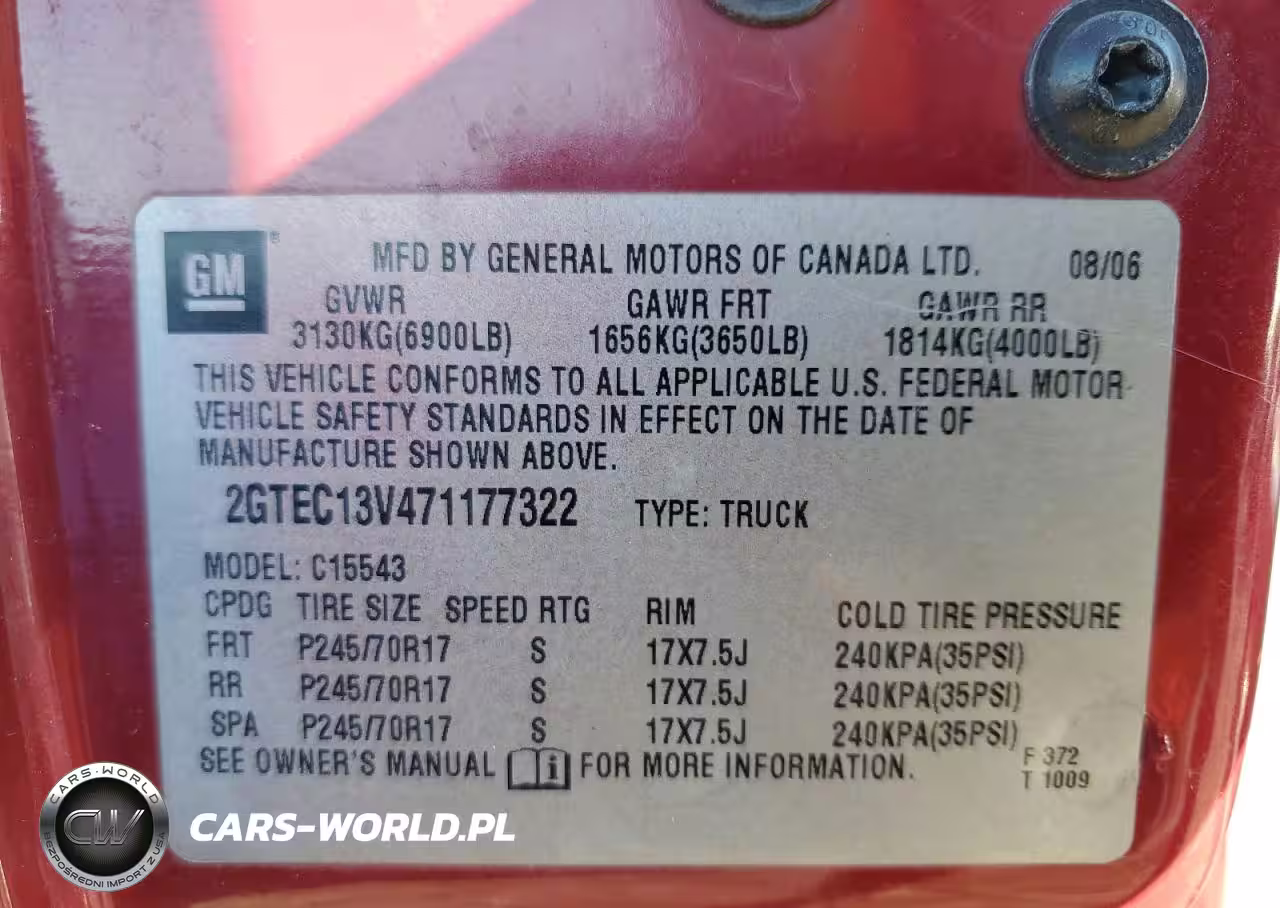 GM
MFD BY GENERAL MOTORS OF CANADA LTD. 08/06
GVWR GAWR FRT GAWR RR
3130KG(6900LB) 1656KG(3650LB) 1814KG(4000LB)
THIS VEHICLE CONFORMS TO ALL APPLICABLE U.S. FEDERAL MOTOR
VEHICLE SAFETY STANDARDS IN EFFECT ON THE DATE OF
MANUFACTURE SHOWN ABOVE.
2GTEC13V471177322 TYPE: TRUCK
MODEL: C15543
CPDG TIRE SIZE SPEED RTG RIM COLD TIRE PRESSURE
FRT P245/70R17 S 17X7.5J 240KPA(35PSI)
RR P245/70R17 S 17X7.5J 240KPA(35PSI)
SPA P245/70R17 S 17X7.5J 240KPA(35PSI)
SEE OWNER'S MANUAL i FOR MORE INFORMATION.
F 372
T 1009
CARS-WORLD
CW
BEZPOŚREDNI IMPORT Z USA
CARS-WORLD.PL